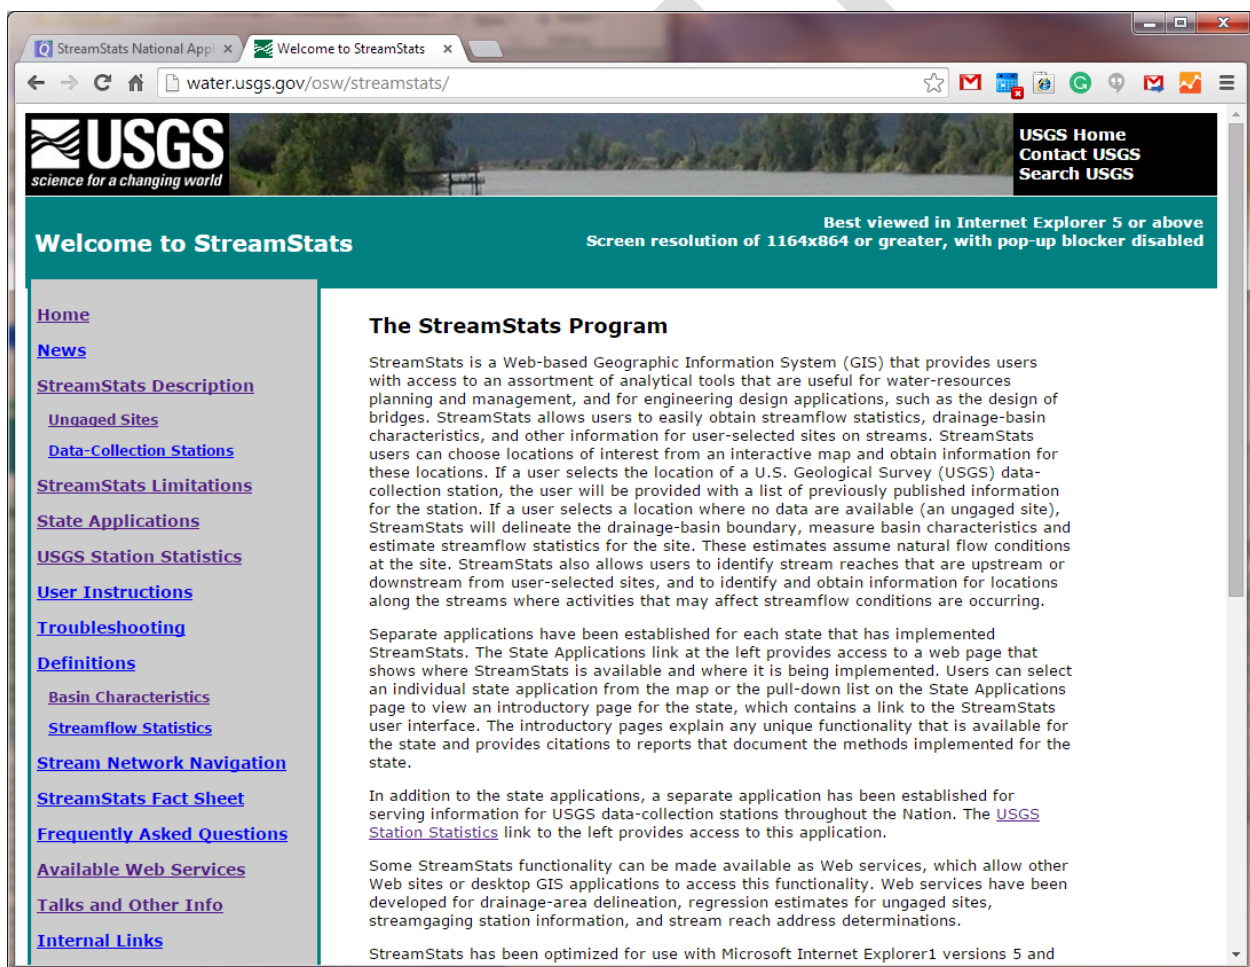 StreamStats National Appl
Welcome to StreamStats
water.usgs.gov/osw/streamstats/
USGS
science for a changing world
USGS Home
Contact USGS
Search USGS
Welcome to StreamStats
Best viewed in Internet Explorer 5 or above
Screen resolution of 1164x864 or greater, with pop-up blocker disabled
Home
News
StreamStats Description
Ungaged Sites
Data-Collection Stations
StreamStats Limitations
State Applications
USGS Station Statistics
User Instructions
Troubleshooting
Definitions
Basin Characteristics
Streamflow Statistics
Stream Network Navigation
StreamStats Fact Sheet
Frequently Asked Questions
Available Web Services
Talks and Other Info
Internal Links
The StreamStats Program
StreamStats is a Web-based Geographic Information System (GIS) that provides users
with access to an assortment of analytical tools that are useful for water-resources
planning and management, and for engineering design applications, such as the design of
bridges. StreamStats allows users to easily obtain streamflow statistics, drainage-basin
characteristics, and other information for user-selected sites on streams. StreamStats
users can choose locations of interest from an interactive map and obtain information for
these locations. If a user selects the location of a U.S. Geological Survey (USGS) data-
collection station, the user will be provided with a list of previously published information
for the station. If a user selects a location where no data are available (an ungaged site),
StreamStats will delineate the drainage-basin boundary, measure basin characteristics and
estimate streamflow statistics for the site. These estimates assume natural flow conditions
at the site. StreamStats also allows users to identify stream reaches that are upstream or
downstream from user-selected sites, and to identify and obtain information for locations
along the streams where activities that may affect streamflow conditions are occurring.
Separate applications have been established for each state that has implemented
StreamStats. The State Applications link at the left provides access to a web page that
shows where StreamStats is available and where it is being implemented. Users can select
an individual state application from the map or the pull-down list on the State Applications
page to view an introductory page for the state, which contains a link to the StreamStats
user interface. The introductory pages explain any unique functionality that is available for
the state and provides citations to reports that document the methods implemented for the
state.
In addition to the state applications, a separate application has been established for
serving information for USGS data-collection stations throughout the Nation. The USGS
Station Statistics link to the left provides access to this application.
Some StreamStats functionality can be made available as Web services, which allow other
Web sites or desktop GIS applications to access this functionality. Web services have been
developed for drainage-area delineation, regression estimates for ungaged sites,
streamgaging station information, and stream reach address determinations.
StreamStats has been optimized for use with Microsoft Internet Explorer1 versions 5 and